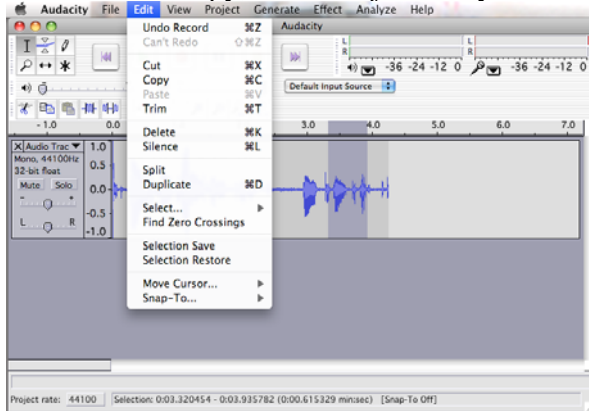 Audacity File Edit View Project Generate Effect Analyze Help
Audacity
Undo Record ⌘Z
Can't Redo ⇧⌘Z
Cut ⌘X
Copy ⌘C
Paste ⌘V
Trim ⌘T
Delete ⌘K
Silence ⌘L
Split
Duplicate ⌘D
Select...
Find Zero Crossings
Selection Save
Selection Restore
Move Cursor...
Snap-To...
L
R
-36 -24 -12 0
L
R
-36 -24 -12 0
Default Input Source
-1.0 0.0 3.0 4.0 5.0 6.0 7.0
X Audio Trac
Mono, 44100Hz
32-bit float
Mute Solo
- +
L R
1.0
0.5
0.0
-0.5
-1.0
Project rate: 44100 Selection: 0:03.320454 - 0:03.935782 (0:00.615329 min:sec) [Snap-To Off]